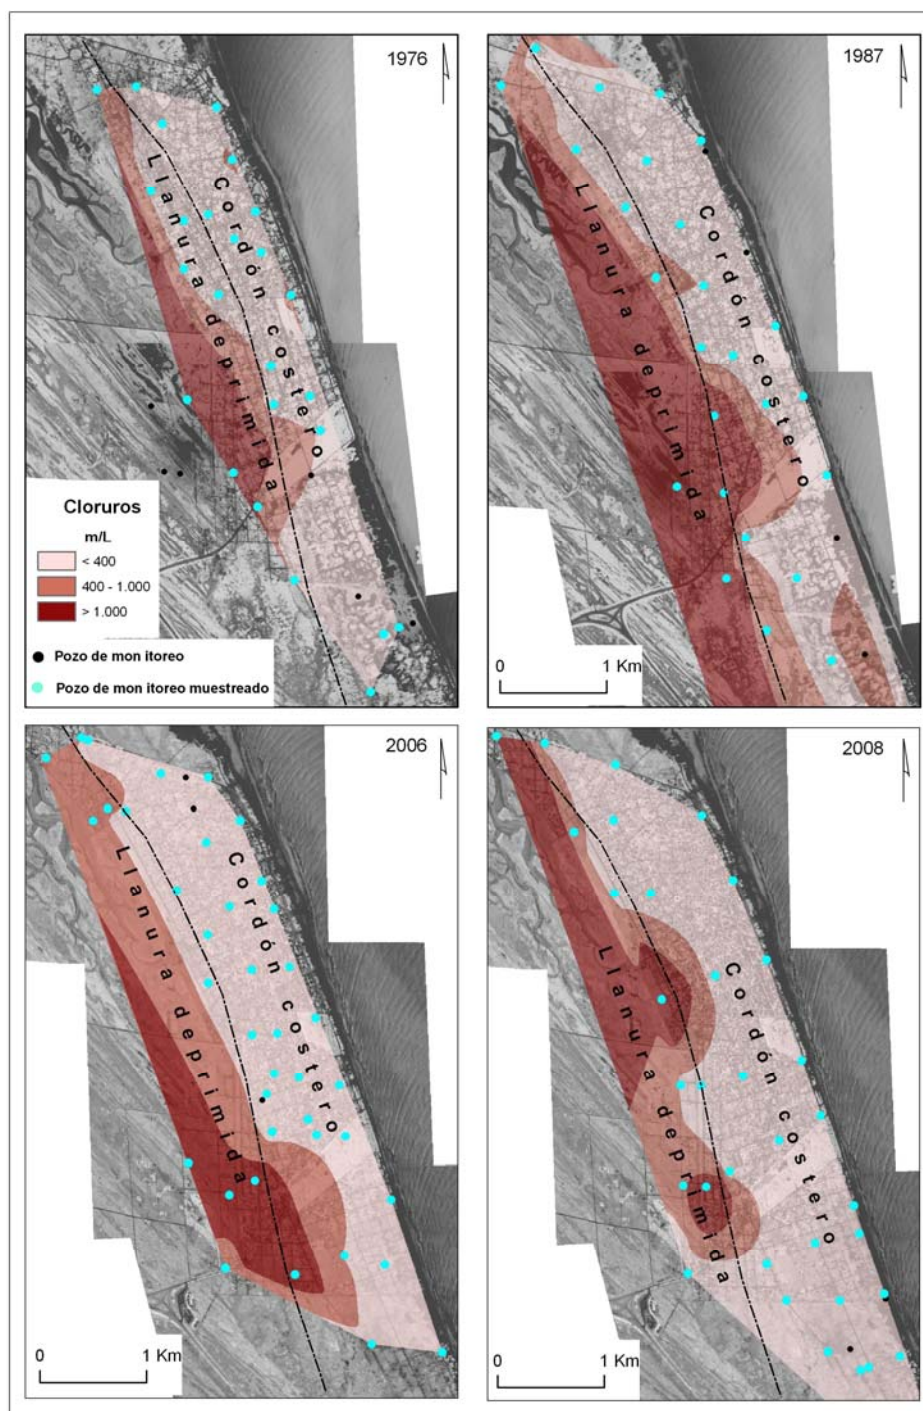 1976
Llanura deprimida
Cordón costero
Cloruros
m/L
< 400
400 - 1.000
> 1.000
Pozo de mon itoreo
Pozo de mon itoreo muestreado
1987
Llanura deprimida
Cordón costero
0 1 Km
2006
Llanura deprimida
Cordón costero
0 1 Km
2008
Llanura deprimida
Cordón costero
0 1 Km